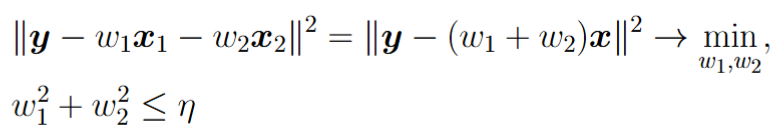 ‖y − w₁x₁ − w₂x₂‖² = ‖y − (w₁ + w₂)x‖² → min_{w₁,w₂},
w₁² + w₂² ≤ η